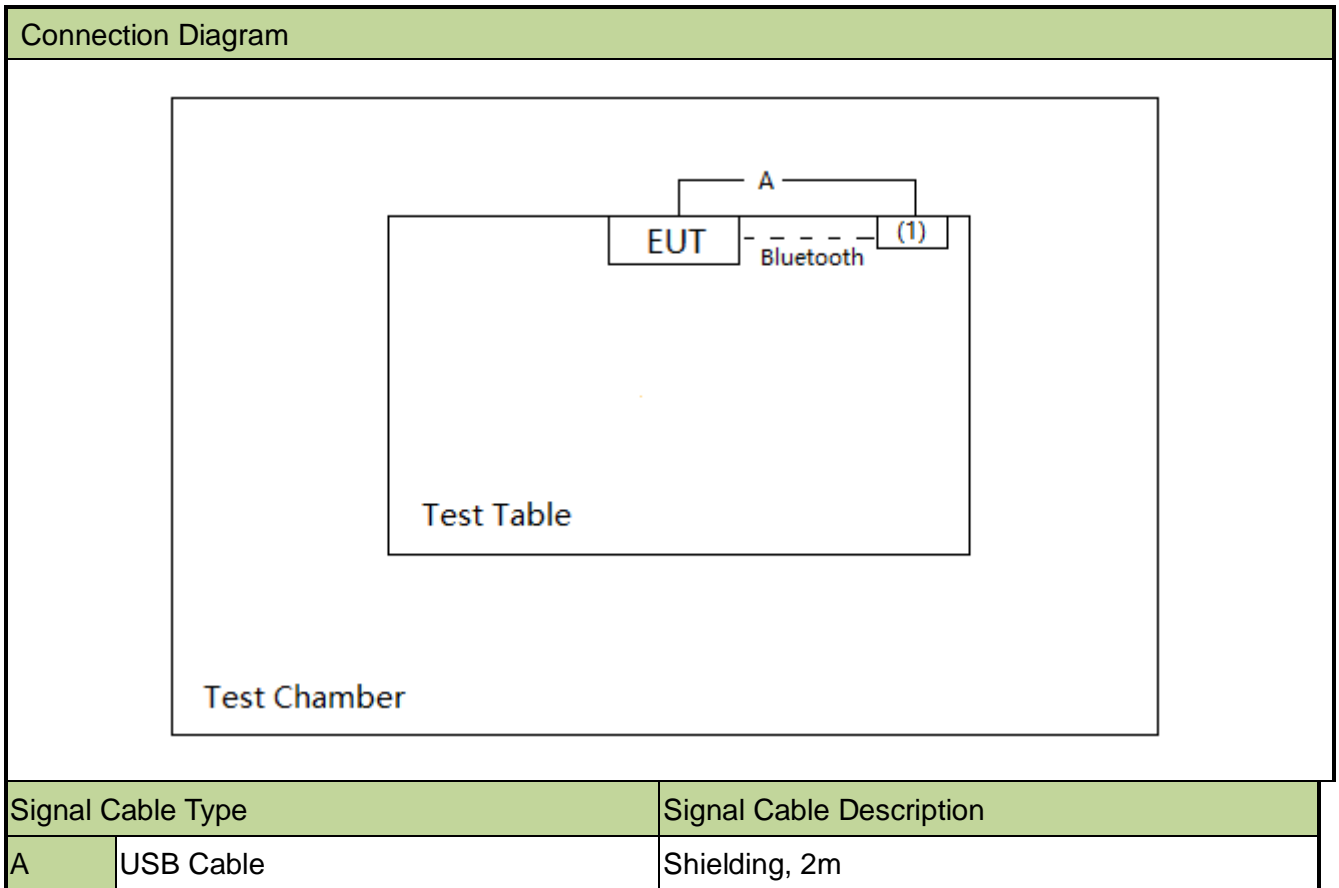 Connection Diagram
A
EUT
(1)
Bluetooth
Test Table
Test Chamber
Signal Cable Type Signal Cable Description
A USB Cable Shielding, 2m